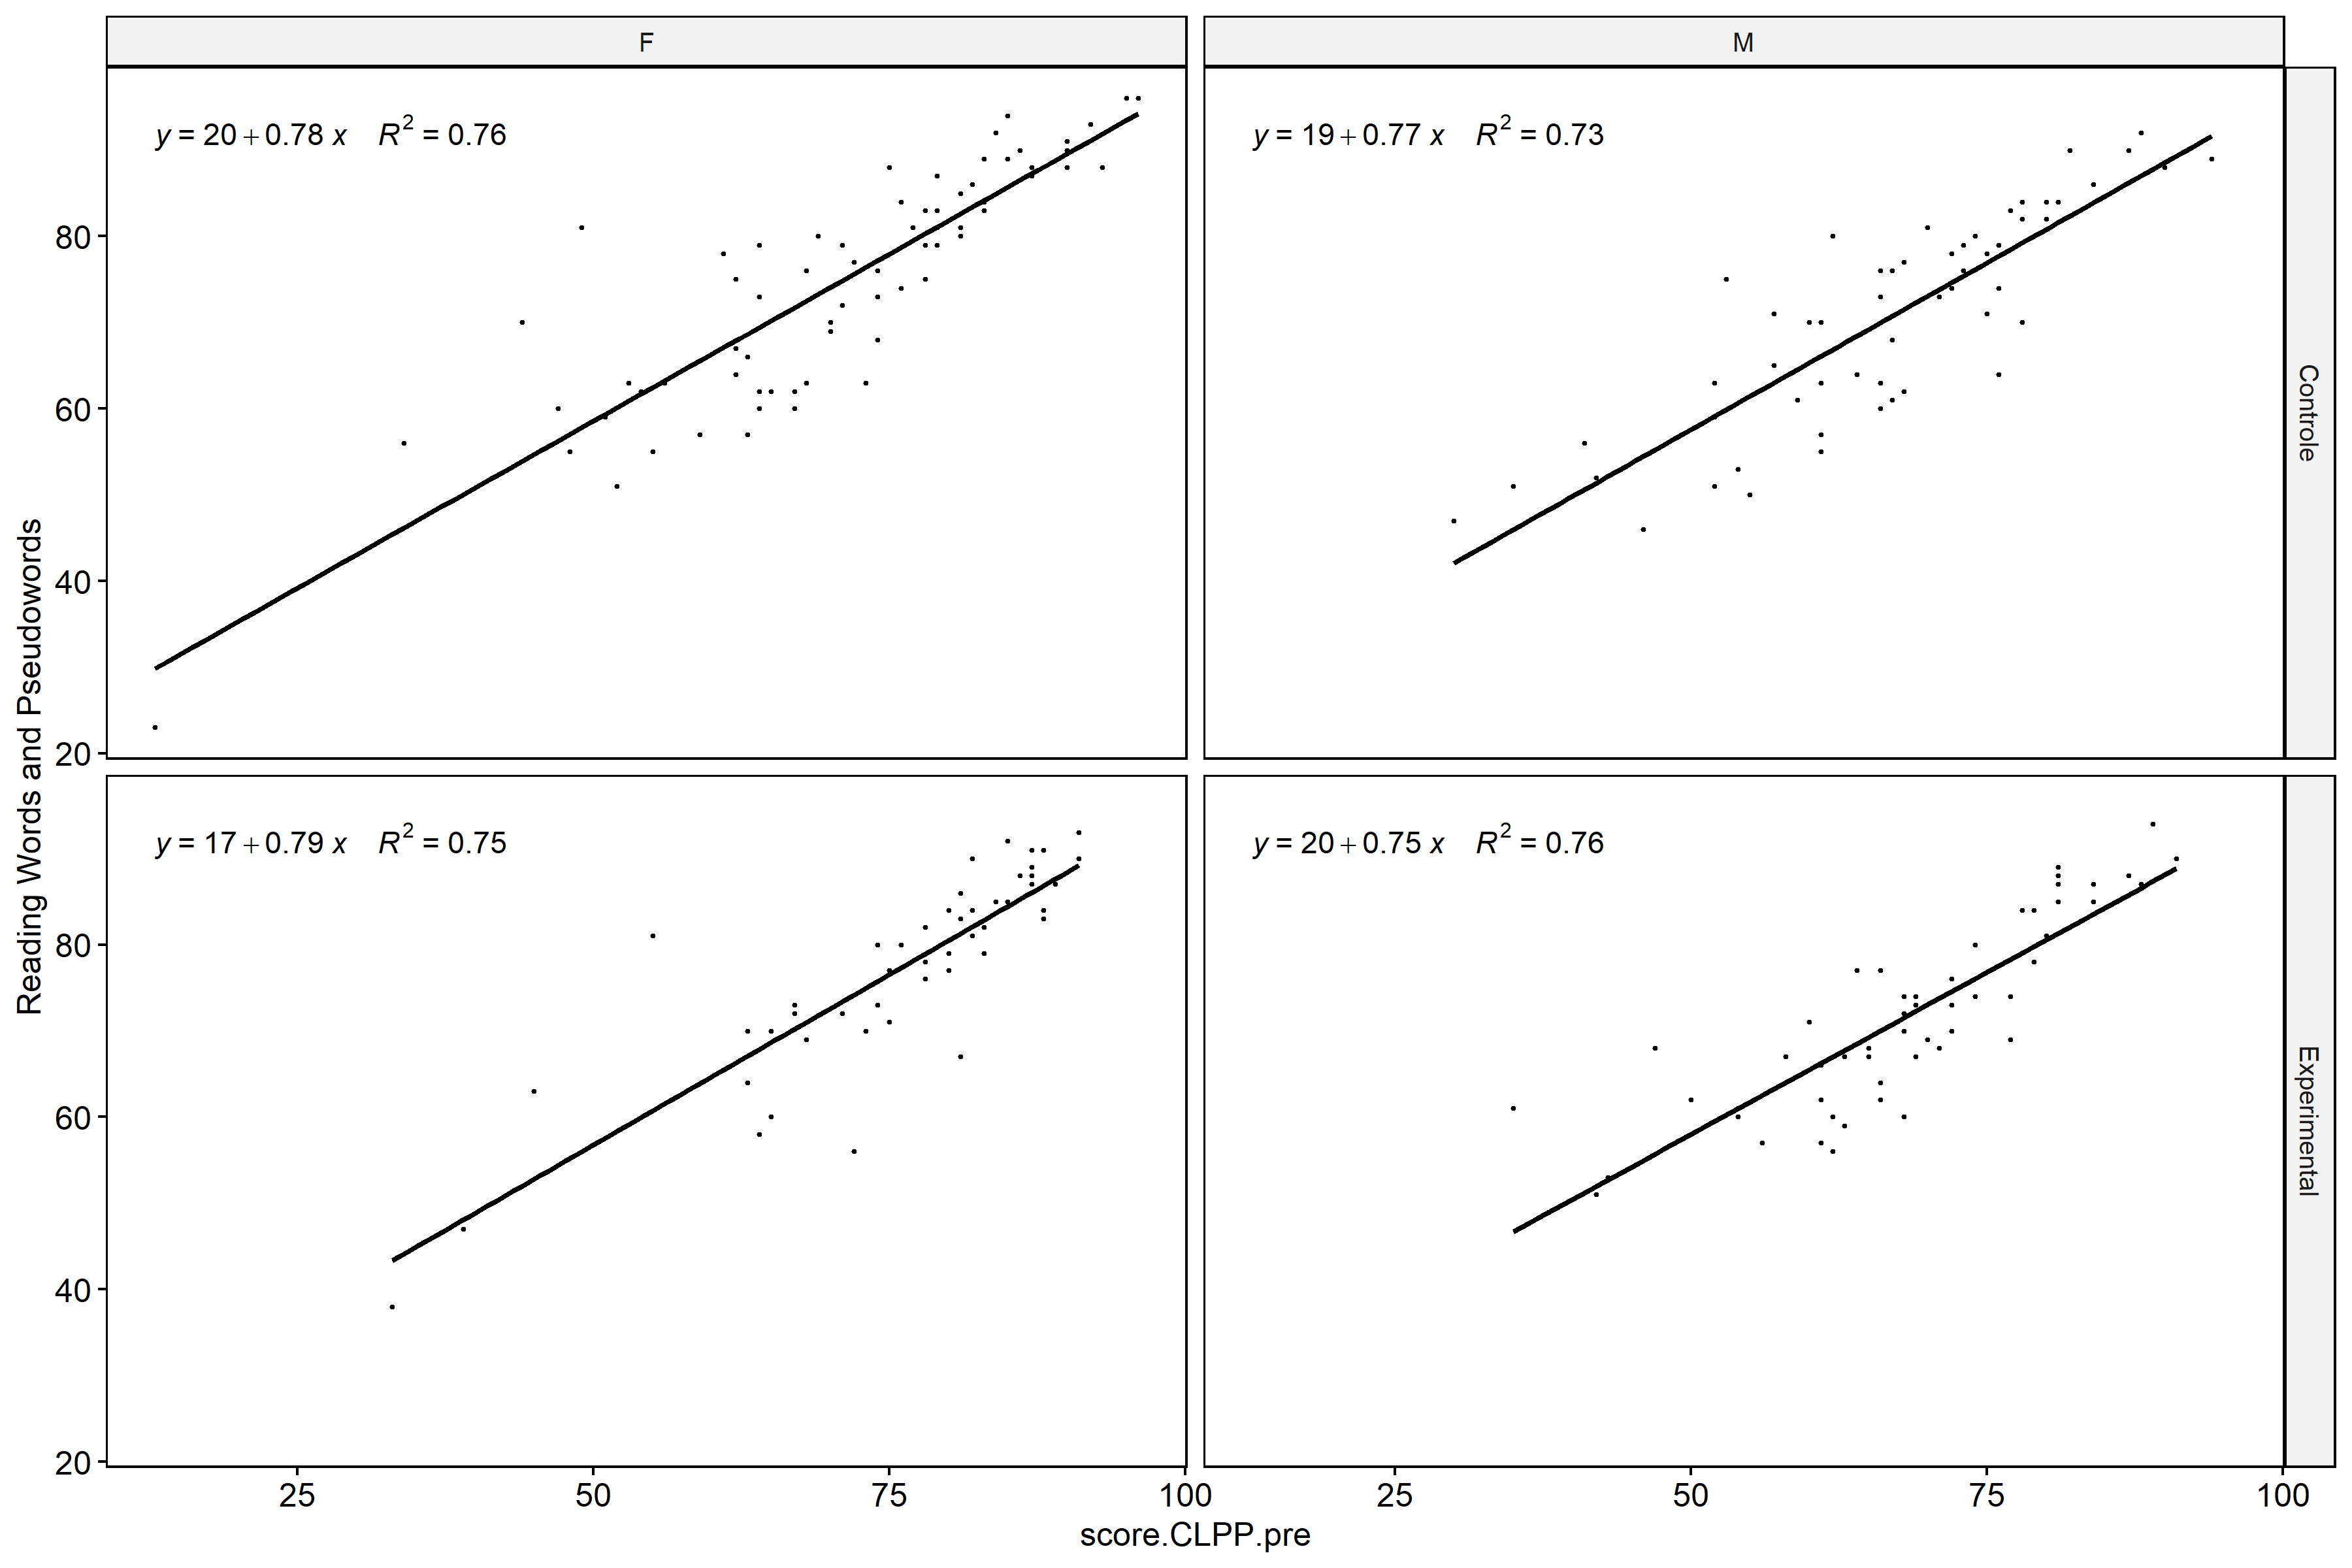 F
M
y = 20 + 0.78 x R² = 0.76
y = 19 + 0.77 x R² = 0.73
Controle
80
60
40
20
Reading Words and Pseudowords
y = 17 + 0.79 x R² = 0.75
y = 20 + 0.75 x R² = 0.76
Experimental
80
60
40
20
25 50 75 100 25 50 75 100
score.CLPP.pre